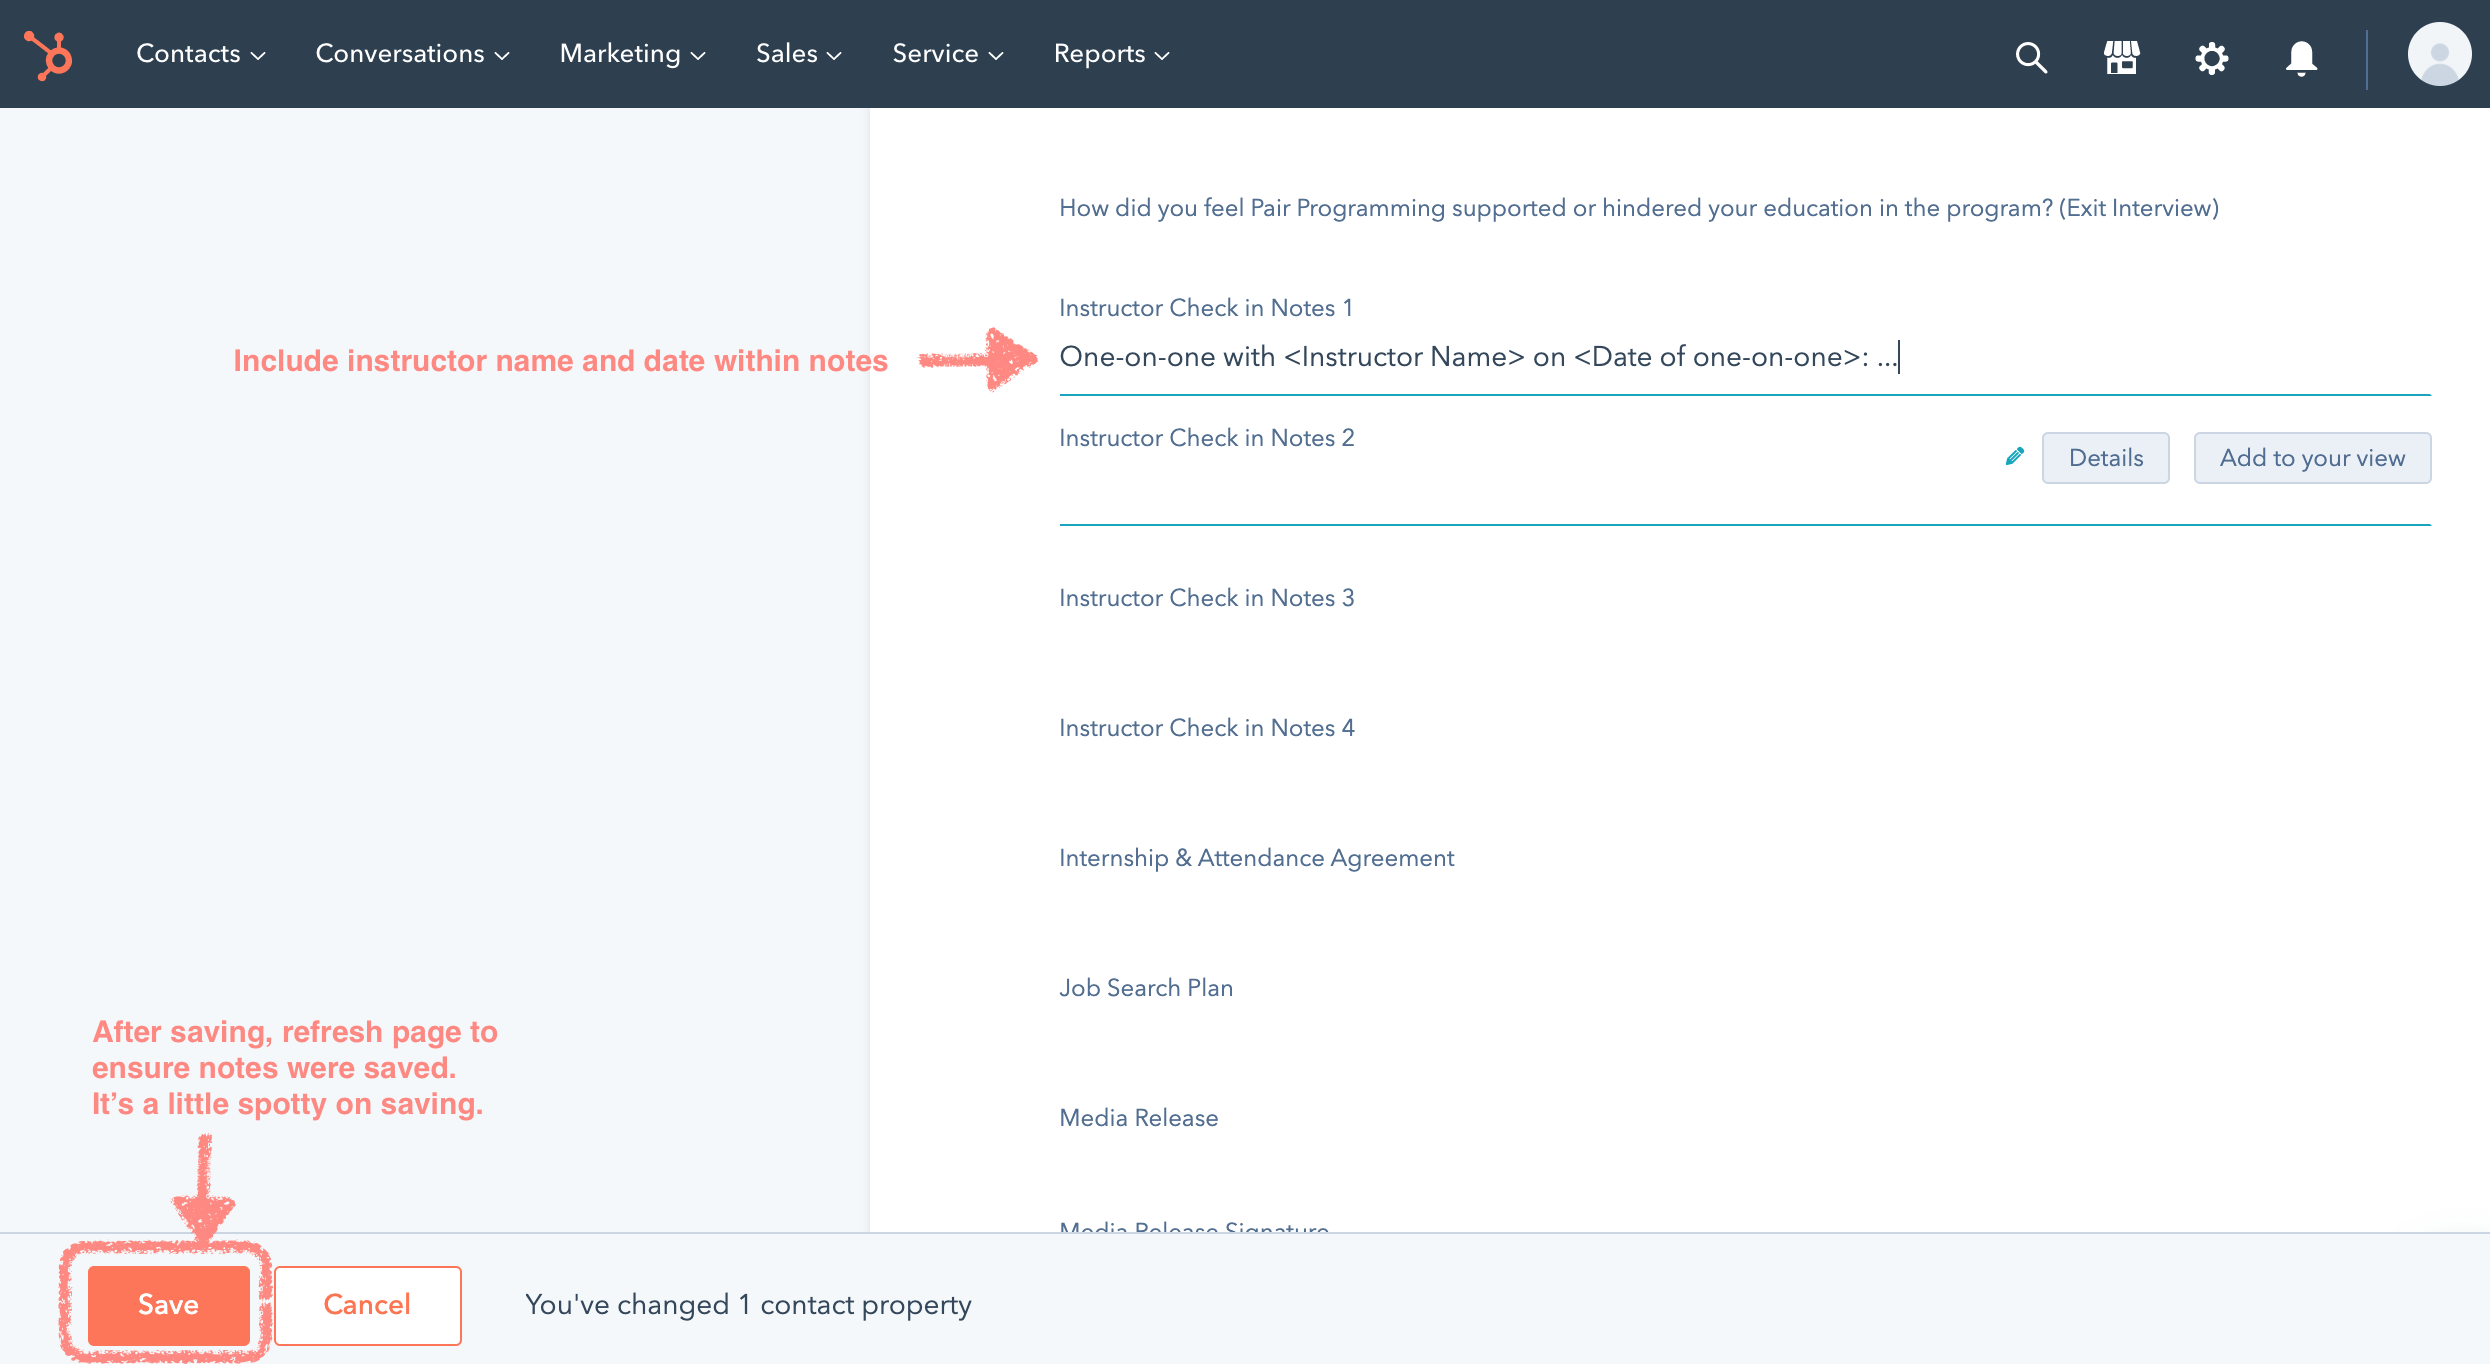 Contacts Conversations Marketing Sales Service Reports
How did you feel Pair Programming supported or hindered your education in the program? (Exit Interview)
Instructor Check in Notes 1
Include instructor name and date within notes
One-on-one with <Instructor Name> on <Date of one-on-one>: ...
Instructor Check in Notes 2
Details
Add to your view
Instructor Check in Notes 3
Instructor Check in Notes 4
Internship & Attendance Agreement
Job Search Plan
After saving, refresh page to
ensure notes were saved.
It’s a little spotty on saving.
Media Release
Media Release Signature
Save
Cancel
You've changed 1 contact property